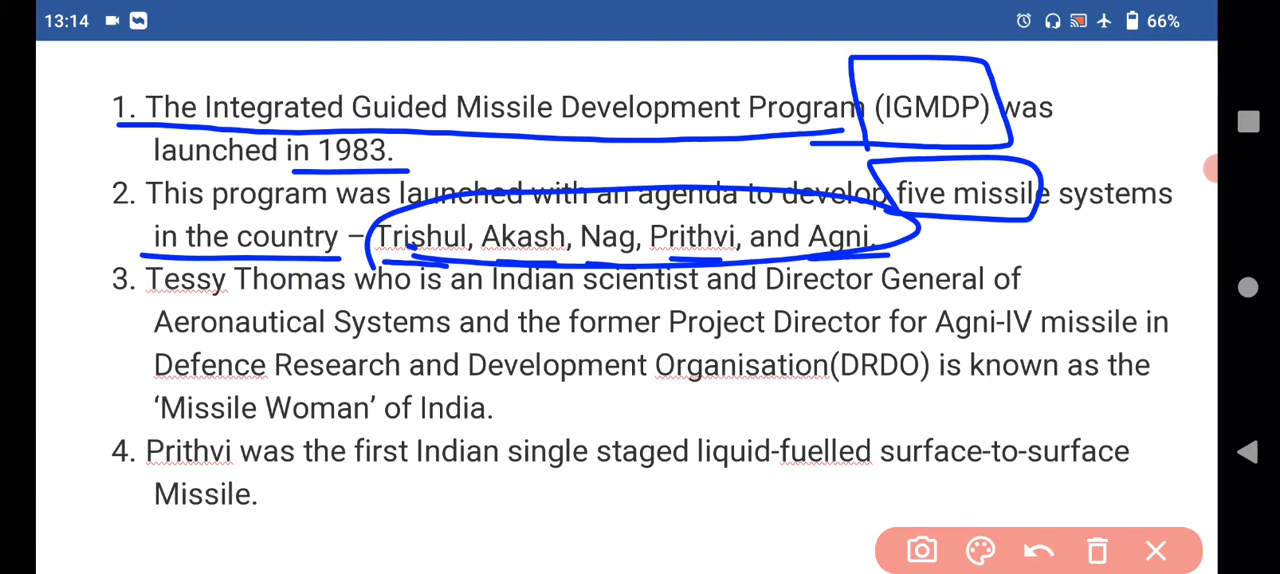 13:14 66%
1. The Integrated Guided Missile Development Program (IGMDP) was
launched in 1983.
2. This program was launched with an agenda to develop five missile systems
in the country – Trishul, Akash, Nag, Prithvi, and Agni.
3. Tessy Thomas who is an Indian scientist and Director General of
Aeronautical Systems and the former Project Director for Agni-IV missile in
Defence Research and Development Organisation(DRDO) is known as the
‘Missile Woman’ of India.
4. Prithvi was the first Indian single staged liquid-fuelled surface-to-surface
Missile.